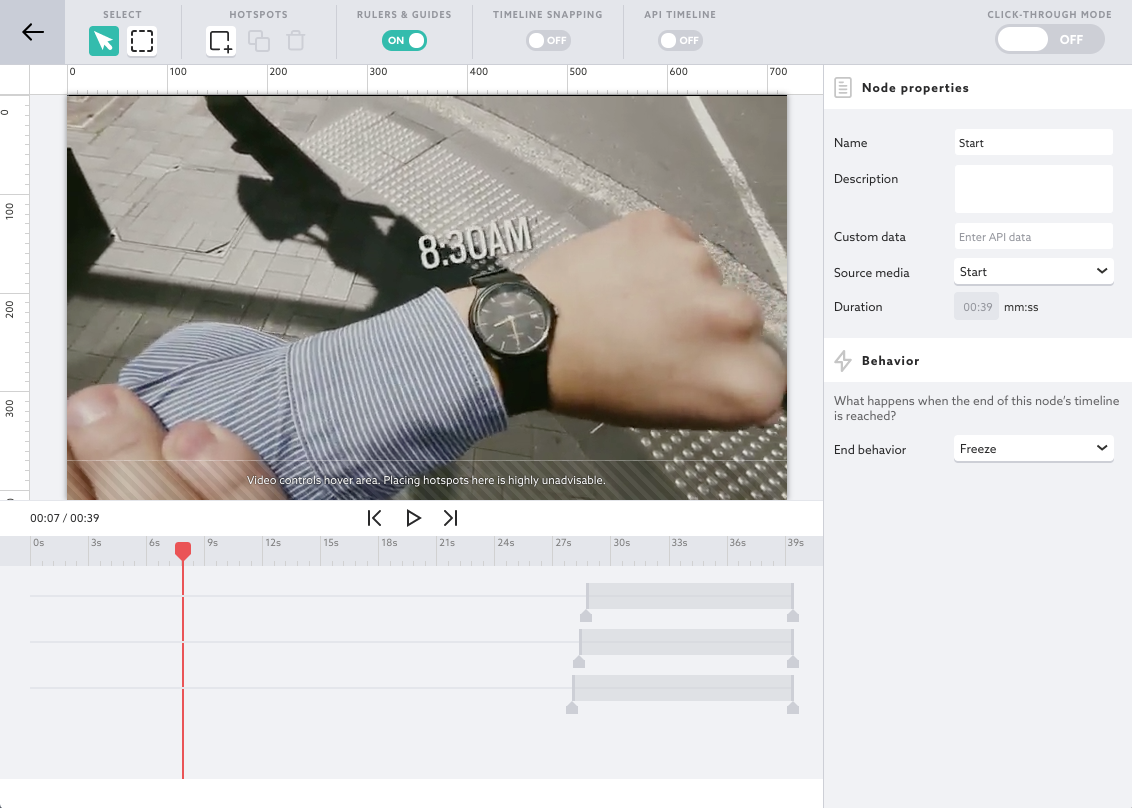 SELECT
HOTSPOTS
RULERS & GUIDES
TIMELINE SNAPPING
API TIMELINE
CLICK-THROUGH MODE
ON
OFF
OFF
OFF
0 100 200 300 400 500 600 700
0
100
200
300
8:30AM
Video controls hover area. Placing hotspots here is highly unadvisable.
00:07 / 00:39
0s 3s 6s 9s 12s 15s 18s 21s 24s 27s 30s 33s 36s 39s
Node properties
Name
Start
Description
Custom data
Enter API data
Source media
Start
Duration
00:39 mm:ss
Behavior
What happens when the end of this node's timeline
is reached?
End behavior
Freeze